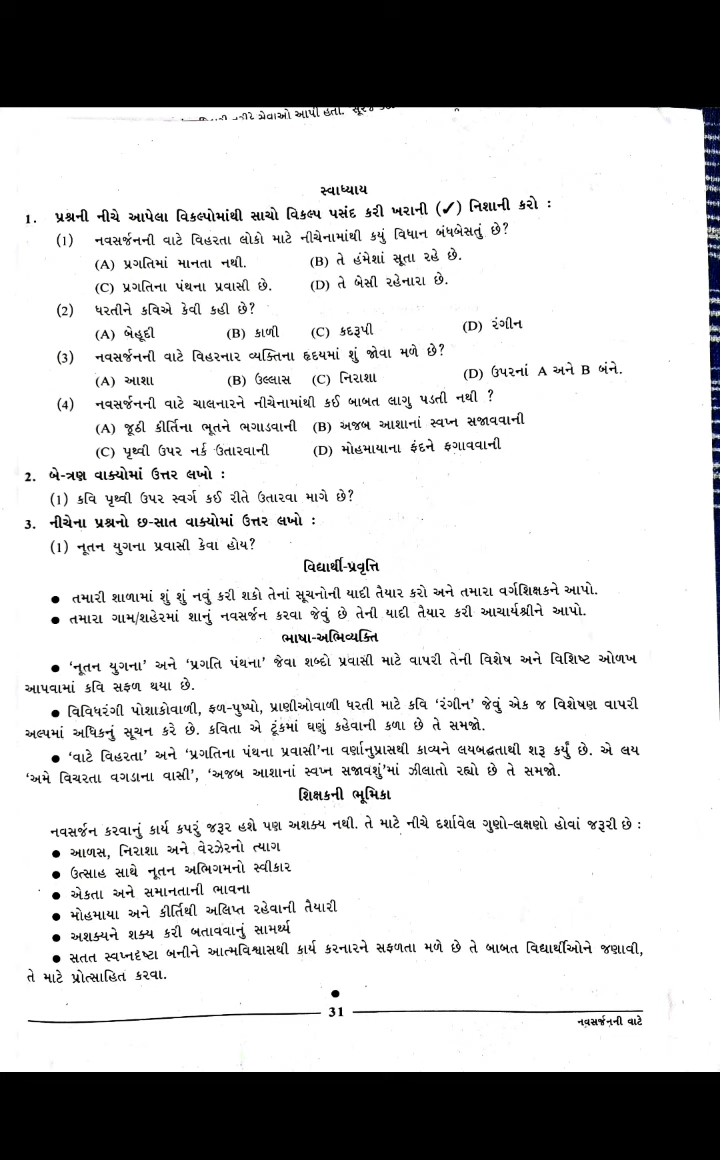 આપી હતી.
સ્વાધ્યાય
1. પ્રશ્નની નીચે આપેલા વિકલ્પોમાંથી સાચો વિકલ્પ પસંદ કરી ખરાની (✓) નિશાની કરો :
(1) નવસર્જનની વાટે વિહરતા લોકો માટે નીચેનામાંથી કયું વિધાન બંધબેસતું છે?
(A) પ્રગતિમાં માનતા નથી. (B) તે હંમેશાં સૂતા રહે છે.
(C) પ્રગતિના પંથના પ્રવાસી છે. (D) તે બેસી રહેનારા છે.
(2) ધરતીને કવિએ કેવી કહી છે?
(A) બેહૂદી (B) કાળી (C) કદરૂપી (D) રંગીન
(3) નવસર્જનની વાટે વિહરનાર વ્યક્તિના હૃદયમાં શું જોવા મળે છે?
(A) આશા (B) ઉલ્લાસ (C) નિરાશા (D) ઉપરનાં A અને B બંને.
(4) નવસર્જનની વાટે ચાલનારને નીચેનામાંથી કઈ બાબત લાગુ પડતી નથી ?
(A) જૂઠી કીર્તિના ભૂતને ભગાડવાની (B) અજબ આશાનાં સ્વપ્ન સજાવવાની
(C) પૃથ્વી ઉપર નર્ક ઉતારવાની (D) મોહમાયાના ફંદને ફગાવવાની
2. બે-ત્રણ વાક્યોમાં ઉત્તર લખો :
(1) કવિ પૃથ્વી ઉપર સ્વર્ગ કઈ રીતે ઉતારવા માગે છે?
3. નીચેના પ્રશ્નનો છ-સાત વાક્યોમાં ઉત્તર લખો :
(1) નૂતન યુગના પ્રવાસી કેવા હોય?
વિદ્યાર્થી-પ્રવૃત્તિ
● તમારી શાળામાં શું શું નવું કરી શકો તેનાં સૂચનોની યાદી તૈયાર કરો અને તમારા વર્ગશિક્ષકને આપો.
● તમારા ગામ/શહેરમાં શાનું નવસર્જન કરવા જેવું છે તેની યાદી તૈયાર કરી આચાર્યશ્રીને આપો.
ભાષા-અભિવ્યક્તિ
● ‘નૂતન યુગના’ અને ‘પ્રગતિ પંથના’ જેવા શબ્દો પ્રવાસી માટે વાપરી તેની વિશેષ અને વિશિષ્ટ ઓળખ
આપવામાં કવિ સફળ થયા છે.
● વિવિધરંગી પોશાકોવાળી, ફળ-પુષ્પો, પ્રાણીઓવાળી ધરતી માટે કવિ ‘રંગીન’ જેવું એક જ વિશેષણ વાપરી
અલ્પમાં અધિકનું સૂચન કરે છે. કવિતા એ ટૂંકમાં ઘણું કહેવાની કળા છે તે સમજો.
● ‘વાટે વિહરતા’ અને ‘પ્રગતિના પંથના પ્રવાસી’ના વર્ણાનુપ્રાસથી કાવ્યને લયબદ્ધતાથી શરૂ કર્યું છે. એ લય
‘અમે વિચરતા વગડાના વાસી’, ‘અજબ આશાનાં સ્વપ્ન સજાવશું’માં ઝીલાતો રહ્યો છે તે સમજો.
શિક્ષકની ભૂમિકા
નવસર્જન કરવાનું કાર્ય કપરું જરૂર હશે પણ અશક્ય નથી. તે માટે નીચે દર્શાવેલ ગુણો-લક્ષણો હોવાં જરૂરી છે :
● આળસ, નિરાશા અને વેરઝેરનો ત્યાગ
● ઉત્સાહ સાથે નૂતન અભિગમનો સ્વીકાર
● એકતા અને સમાનતાની ભાવના
● મોહમાયા અને કીર્તિથી અલિપ્ત રહેવાની તૈયારી
● અશક્યને શક્ય કરી બતાવવાનું સામર્થ્ય
● સતત સ્વપ્નદૃષ્ટા બનીને આત્મવિશ્વાસથી કાર્ય કરનારને સફળતા મળે છે તે બાબત વિદ્યાર્થીઓને જણાવી,
તે માટે પ્રોત્સાહિત કરવા.
●
31
નવસર્જનની વાટે